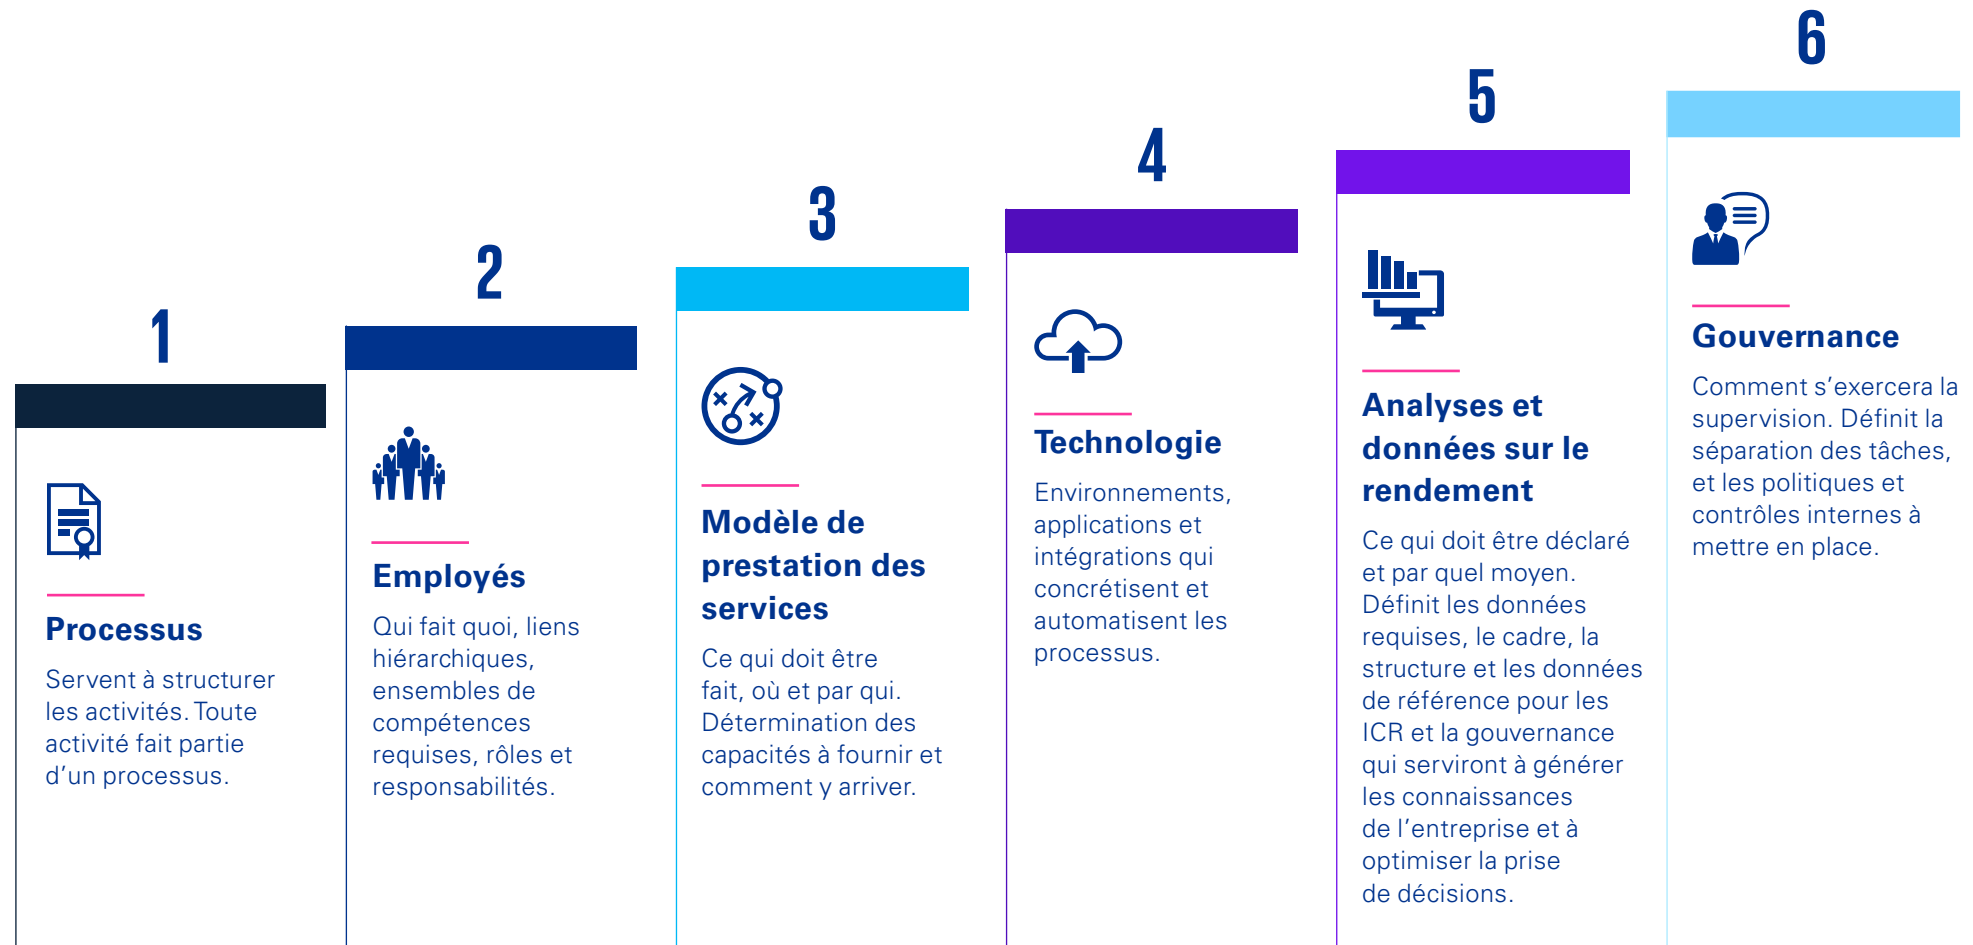 1
Processus
Servent à structurer
les activités. Toute
activité fait partie
d’un processus.
2
Employés
Qui fait quoi, liens
hiérarchiques,
ensembles de
compétences
requises, rôles et
responsabilités.
3
Modèle de
prestation des
services
Ce qui doit être
fait, où et par qui.
Détermination des
capacités à fournir et
comment y arriver.
4
Technologie
Environnements,
applications et
intégrations qui
concrétisent et
automatisent les
processus.
5
Analyses et
données sur le
rendement
Ce qui doit être déclaré
et par quel moyen.
Définit les données
requises, le cadre, la
structure et les données
de référence pour les
ICR et la gouvernance
qui serviront à générer
les connaissances
de l’entreprise et à
optimiser la prise
de décisions.
6
Gouvernance
Comment s’exercera la
supervision. Définit la
séparation des tâches,
et les politiques et
contrôles internes à
mettre en place.